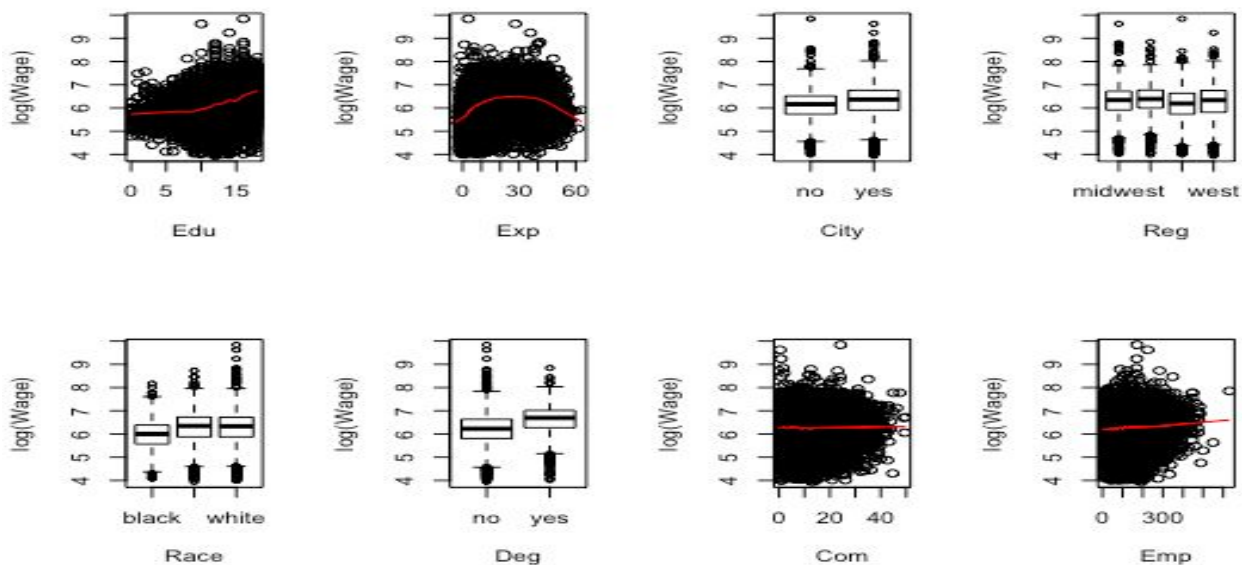 log(Wage) 4 5 6 7 8 9
log(Wage) 4 5 6 7 8 9
log(Wage) 4 5 6 7 8 9
log(Wage) 4 5 6 7 8 9
0 5 15
0 30 60
no yes
midwest west
Edu
Exp
City
Reg
log(Wage) 4 5 6 7 8 9
log(Wage) 4 5 6 7 8 9
log(Wage) 4 5 6 7 8 9
log(Wage) 4 5 6 7 8 9
black white
no yes
0 20 40
0 300
Race
Deg
Com
Emp